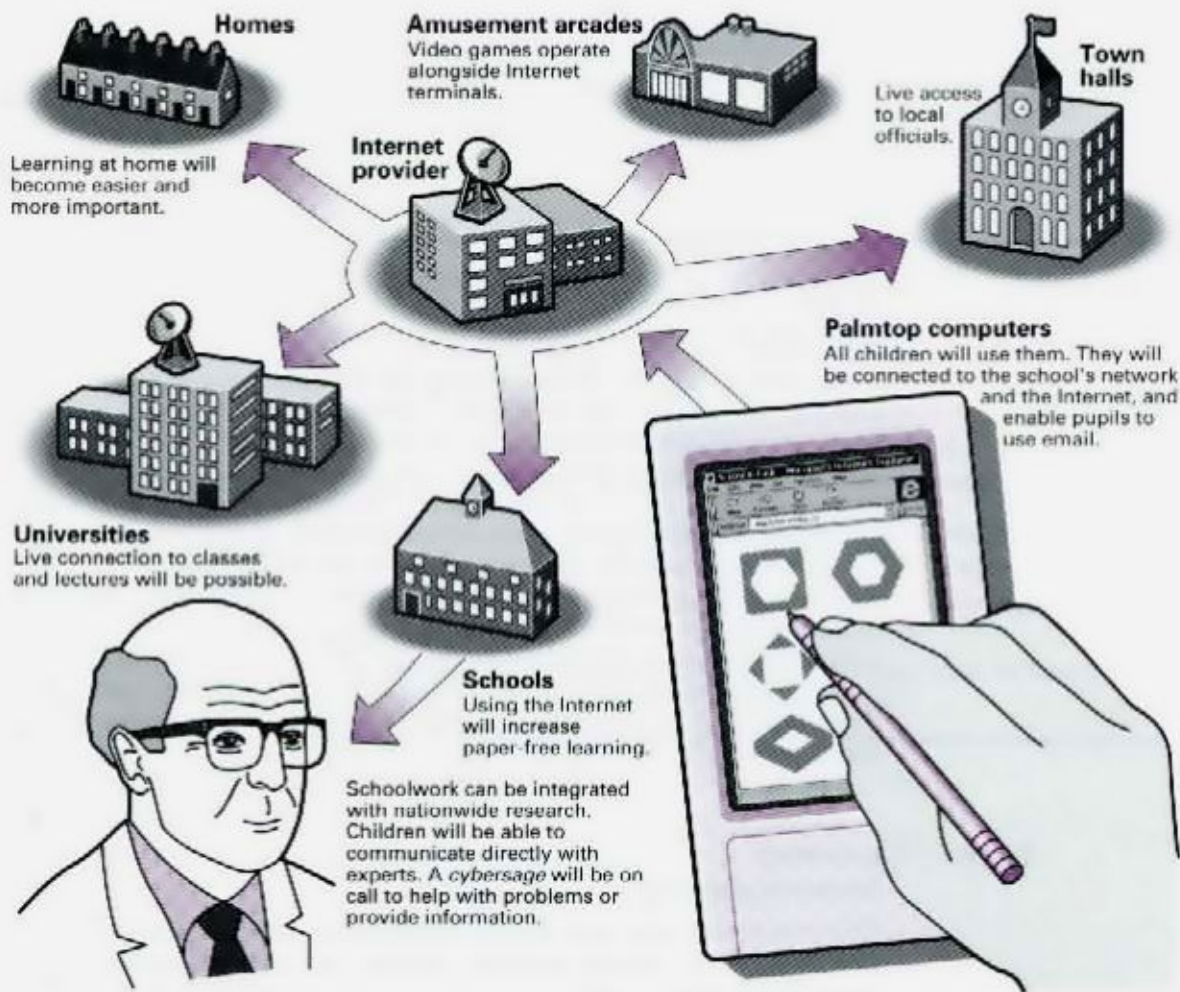 Homes
Learning at home will
become easier and
more important.
Amusement arcades
Video games operate
alongside Internet
terminals.
Town
halls
Live access
to local
officials.
Internet
provider
Palmtop computers
All children will use them. They will
be connected to the school's network
and the Internet, and
enable pupils to
use email.
Universities
Live connection to classes
and lectures will be possible.
Schools
Using the Internet
will increase
paper-free learning.
Schoolwork can be integrated
with nationwide research.
Children will be able to
communicate directly with
experts. A cybersage will be on
call to help with problems or
provide information.
e